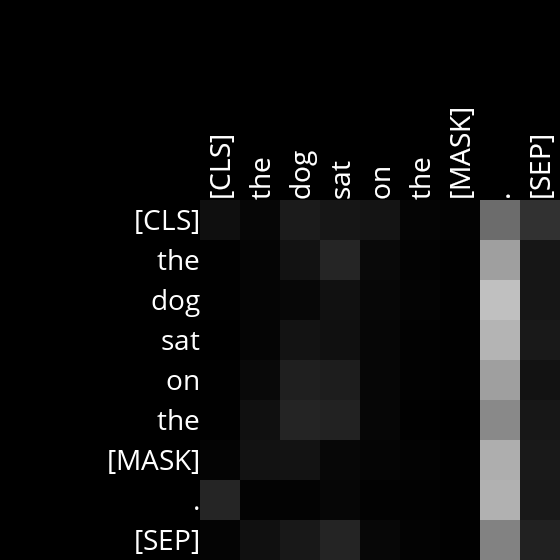 [CLS] the dog sat on the [MASK] . [SEP]
[CLS]
the
dog
sat
on
the
[MASK]
.
[SEP]